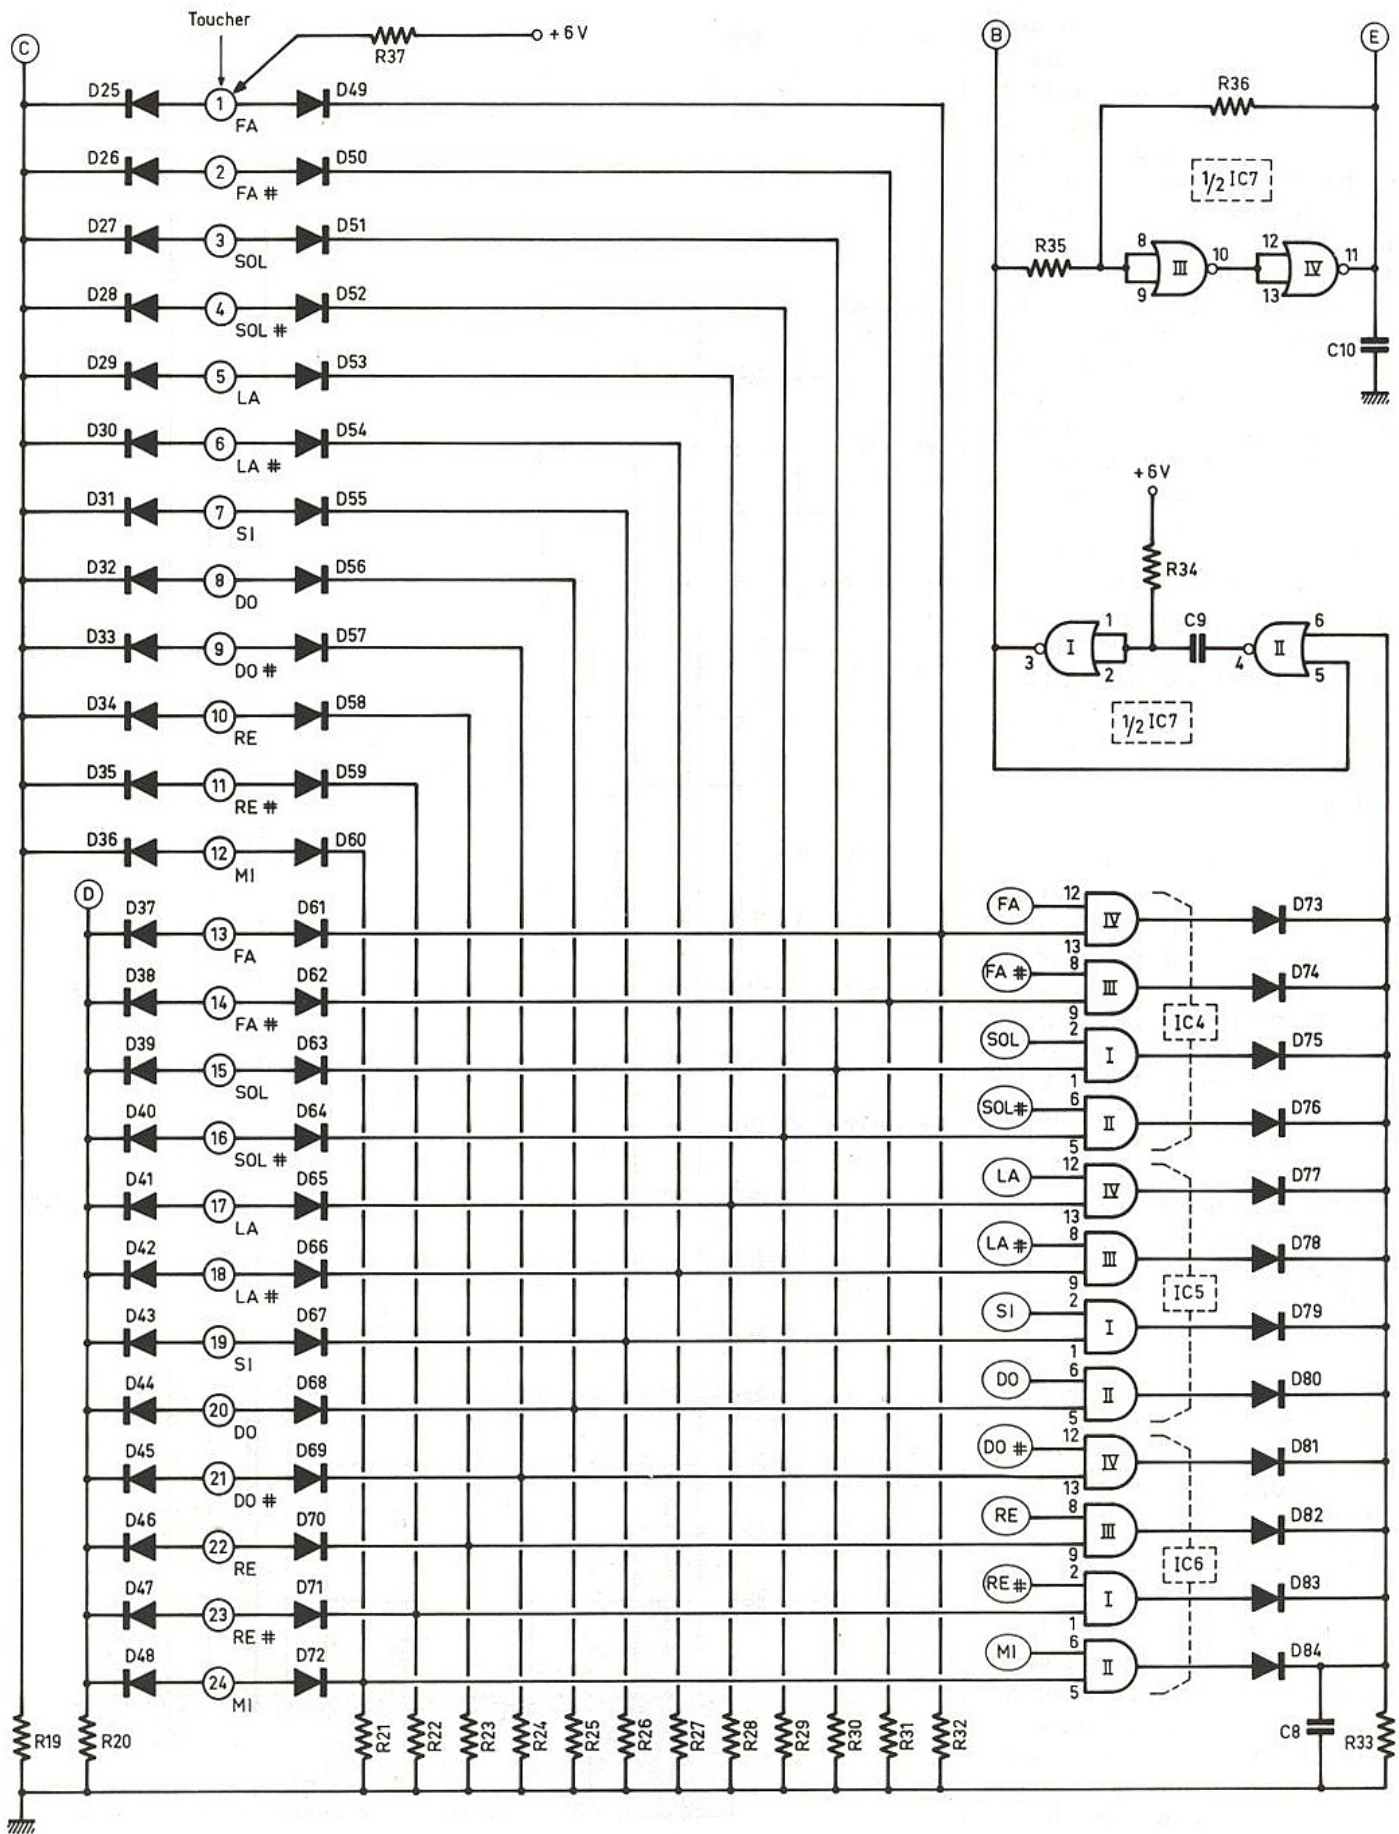 Toucher
C
R37
+ 6 V
B
E
D25
1
D49
FA
R36
D26
2
D50
FA #
1/2 IC7
D27
3
D51
SOL
R35
8
9
III
10
12
13
IV
11
D28
4
D52
SOL #
C10
D29
5
D53
LA
D30
6
D54
LA #
+ 6 V
D31
7
D55
SI
R34
D32
8
D56
DO
D33
9
D57
DO #
3
I
1
2
C9
4
II
6
5
D34
10
D58
RE
1/2 IC7
D35
11
D59
RE #
D36
12
D60
MI
D
D37
13
D61
FA
FA
12
13
IV
D73
D38
14
D62
FA #
FA #
8
9
III
D74
IC4
D39
15
D63
SOL
SOL
2
1
I
D75
D40
16
D64
SOL #
SOL#
6
5
II
D76
D41
17
D65
LA
LA
12
13
IV
D77
D42
18
D66
LA #
LA #
8
9
III
D78
IC5
D43
19
D67
SI
SI
2
1
I
D79
D44
20
D68
DO
DO
6
5
II
D80
D45
21
D69
DO #
DO #
12
13
IV
D81
D46
22
D70
RE
RE
8
9
III
D82
IC6
D47
23
D71
RE #
RE #
2
1
I
D83
D48
24
D72
MI
MI
6
5
II
D84
R19
R20
R21
R22
R23
R24
R25
R26
R27
R28
R29
R30
R31
R32
C8
R33